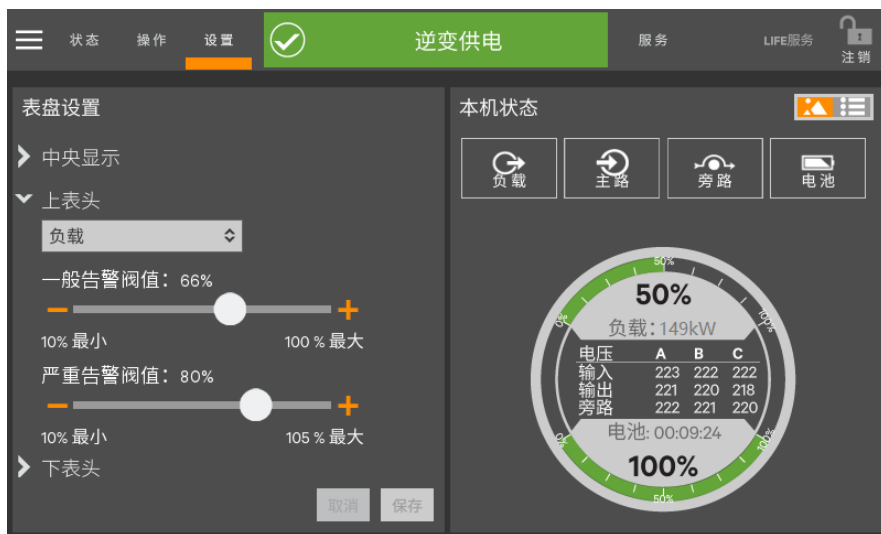 状态 操作 设置 逆变供电 服务 LIFE服务 注销
表盘设置
中央显示
上表头
负载
一般告警阀值：66%
10% 最小 100 % 最大
严重告警阀值：80%
10% 最小 105 % 最大
下表头
取消 保存
本机状态
负载 主路 旁路 电池
50%
0% 100%
50%
负载：149kW
电压 A B C
输入 223 222 222
输出 221 220 218
旁路 222 221 220
电池: 00:09:24
100%
0% 100%
50%